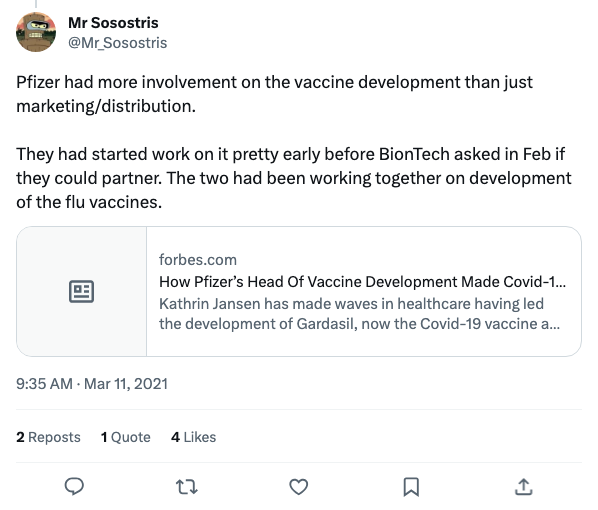 Mr Sosostris
@Mr_Sosostris
Pfizer had more involvement on the vaccine development than just
marketing/distribution.
They had started work on it pretty early before BionTech asked in Feb if
they could partner. The two had been working together on development
of the flu vaccines.
forbes.com
How Pfizer's Head Of Vaccine Development Made Covid-1...
Kathrin Jansen has made waves in healthcare having led
the development of Gardasil, now the Covid-19 vaccine a...
9:35 AM · Mar 11, 2021
2 Reposts 1 Quote 4 Likes